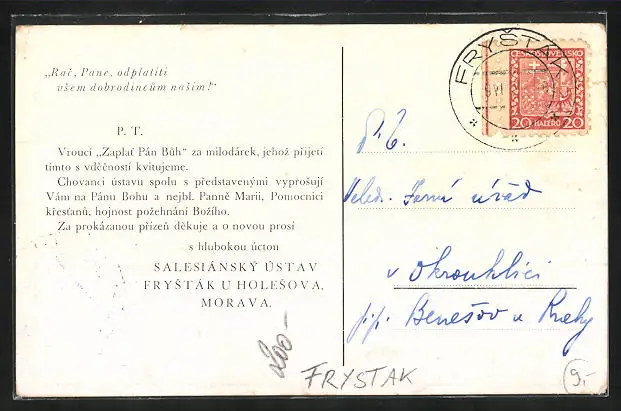 „Rač, Pane, odplatiti
všem dobrodincům naším!"
P. T.
Vroucí „Zaplať Pán Bůh" za milodárek, jehož přijetí
tímto s vděčností kvitujeme.
Chovanci ústavu spolu s představenými vyprošují
Vám na Pánu Bohu a nejbl. Panně Marii, Pomocnici
křesťanů, hojnost požehnání Božího.
Za prokázanou přízeň děkuje a o novou prosí
s hlubokou úctou
SALESIÁNSKÝ ÚSTAV
FRYŠTÁK U HOLEŠOVA,
MORAVA.
200-
FRYSTAK
FRYŠTÁK
ČESKOSLOVENSKO
20 HALÉŘŮ 20
Farní úřad
v Okrouhlici
p.p. Benešov u Prahy
9.-